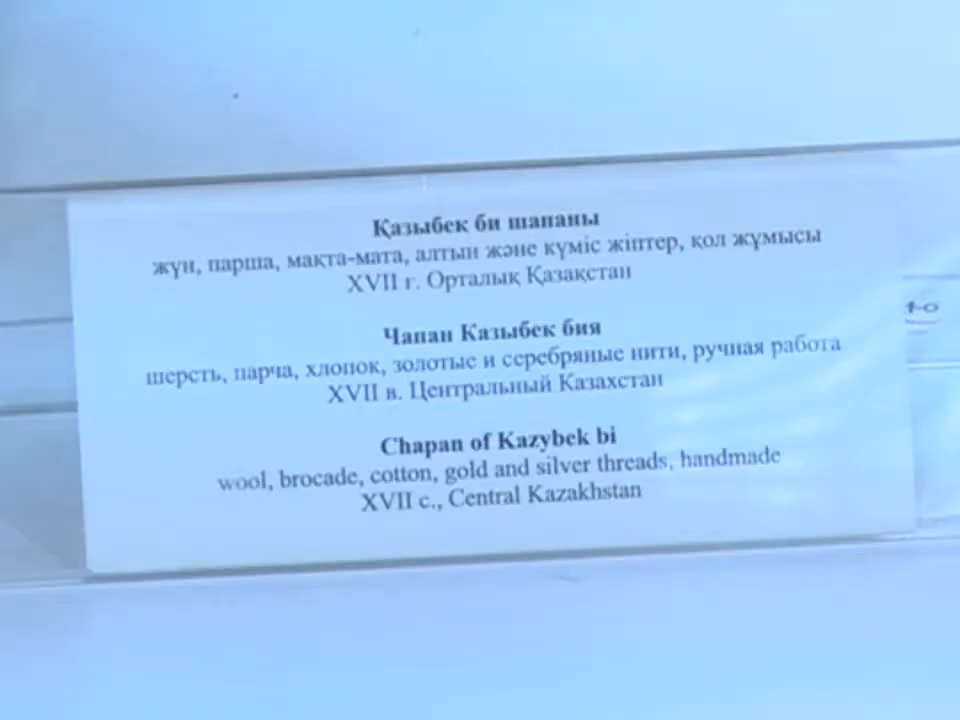 Қазыбек би шапаны
жүн, парша, мақта-мата, алтын және күміс жіптер, қол жұмысы
XVII г. Орталық Қазақстан
Чапан Казыбек бия
шерсть, парча, хлопок, золотые и серебряные нити, ручная работа
XVII в. Центральный Казахстан
Chapan of Kazybek bi
wool, brocade, cotton, gold and silver threads, handmade
XVII c., Central Kazakhstan